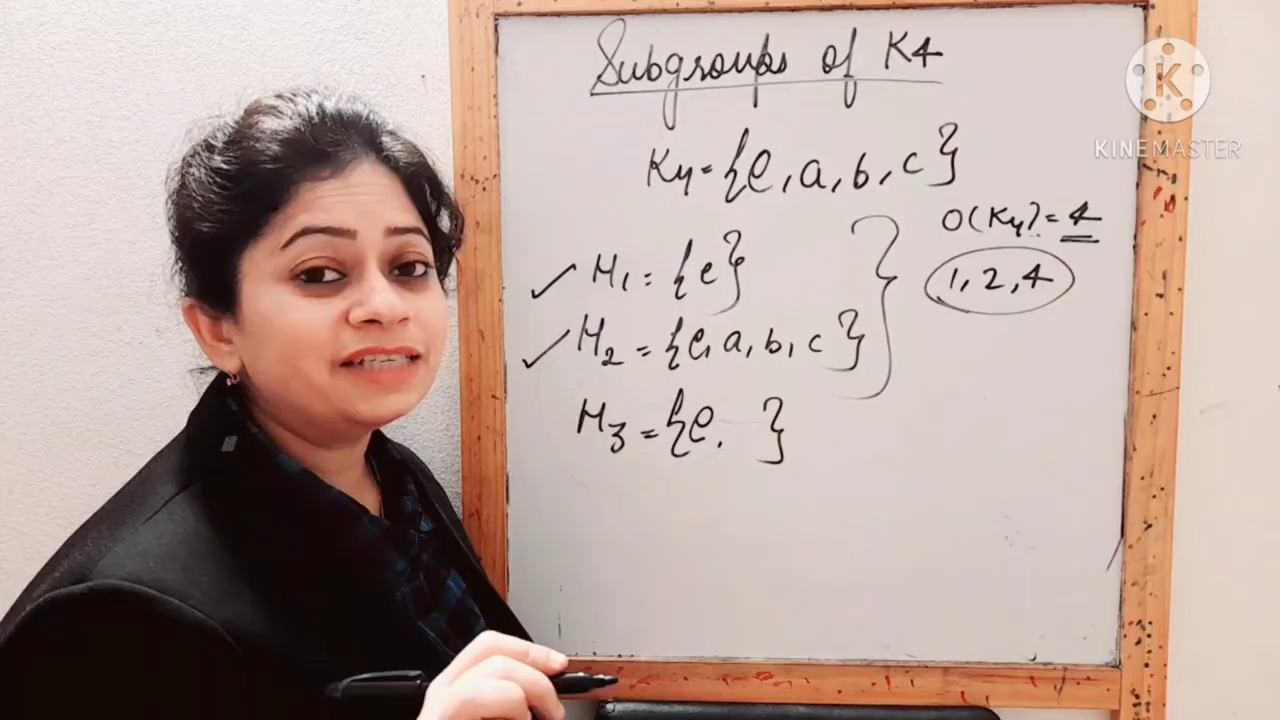 Subgroups of K4
K4 = {e, a, b, c}
O(K4) = 4
1, 2, 4
✓ H1 = {e}
✓ H2 = {e, a, b, c}
H3 = {e,  }
K
KINEMASTER